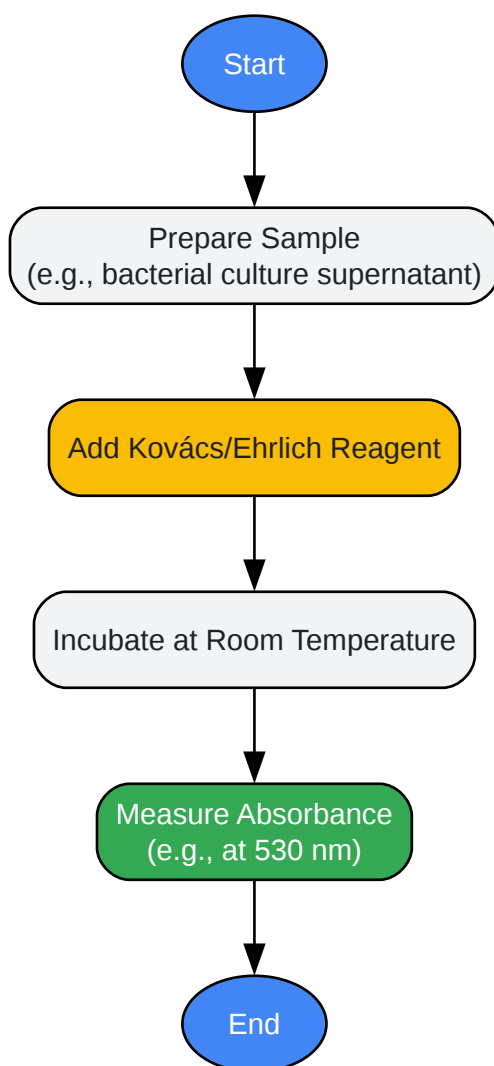 Start
Prepare Sample
(e.g., bacterial culture supernatant)
Add Kovács/Ehrlich Reagent
Incubate at Room Temperature
Measure Absorbance
(e.g., at 530 nm)
End